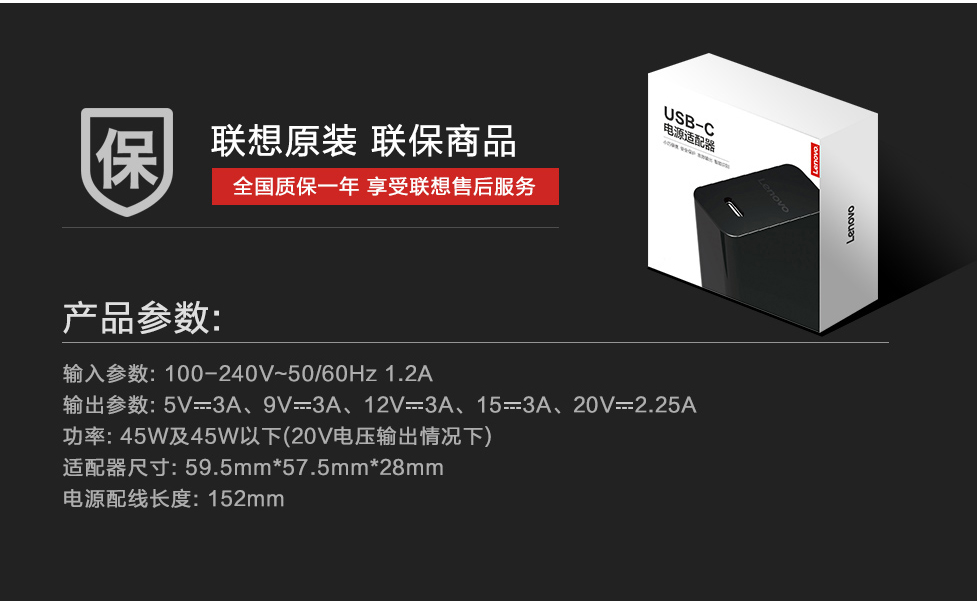 保
联想原装 联保商品
全国质保一年 享受联想售后服务
USB-C
电源适配器
Lenovo
Lenovo
Lenovo
产品参数:
输入参数: 100-240V~50/60Hz 1.2A
输出参数: 5V⎓3A、9V⎓3A、12V⎓3A、15⎓3A、20V⎓2.25A
功率: 45W及45W以下(20V电压输出情况下)
适配器尺寸: 59.5mm*57.5mm*28mm
电源配线长度: 152mm